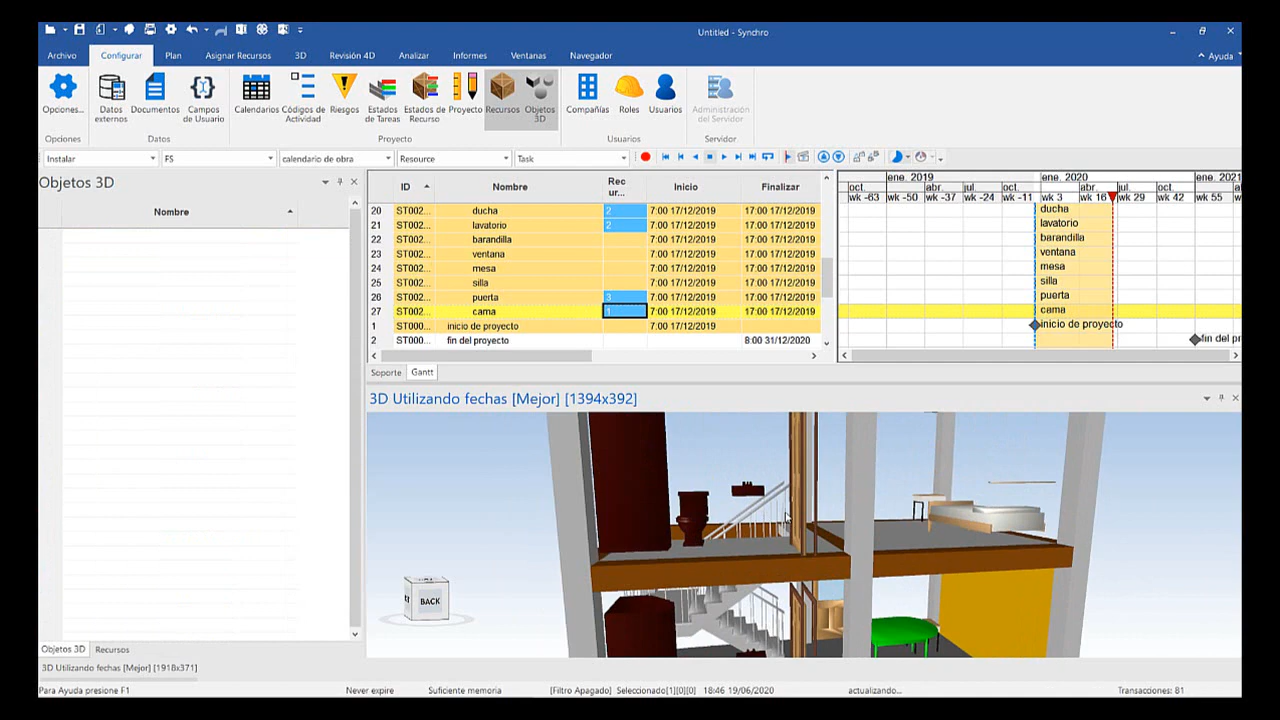 Untitled - Synchro
Archivo Configurar Plan Asignar Recursos 3D Revisión 4D Analizar Informes Ventanas Navegador Ayuda
Opciones... Datos externos Documentos Campos de Usuario Calendarios Códigos de Actividad Riesgos Estados de Tareas Estados de Recurso Proyecto Recursos Objetos 3D Compañías Roles Usuarios Administración del Servidor
Opciones Datos Proyecto Usuarios Servidor
Instalar FS calendario de obra Resource Task
Objetos 3D
Nombre
ID Nombre Rec ur... Inicio Finalizar
ene. 2019 ene. 2020 ene. 2021
oct. abr. jul. oct. abr. jul. oct. abr.
wk -63 wk -50 wk -37 wk -24 wk -11 wk 3 wk 16 wk 29 wk 42 wk 55
20 ST002... ducha 2 7:00 17/12/2019 17:00 17/12/2019 ducha
21 ST002... lavatorio 2 7:00 17/12/2019 17:00 17/12/2019 lavatorio
22 ST002... barandilla 7:00 17/12/2019 17:00 17/12/2019 barandilla
23 ST002... ventana 7:00 17/12/2019 17:00 17/12/2019 ventana
24 ST002... mesa 7:00 17/12/2019 17:00 17/12/2019 mesa
25 ST002... silla 7:00 17/12/2019 17:00 17/12/2019 silla
26 ST002... puerta 3 7:00 17/12/2019 17:00 17/12/2019 puerta
27 ST002... cama 1 7:00 17/12/2019 17:00 17/12/2019 cama
1 ST000... inicio de proyecto 7:00 17/12/2019 inicio de proyecto
2 ST000... fin del proyecto 8:00 31/12/2020 fin del pr
Soporte Gantt
3D Utilizando fechas [Mejor] [1394x392]
BACK
Objetos 3D Recursos
3D Utilizando fechas [Mejor] [1918x371]
Para Ayuda presione F1 Never expire Suficiente memoria [Filtro Apagado] Seleccionado[1][0][0] 18:46 19/06/2020 actualizando... Transacciones: 81